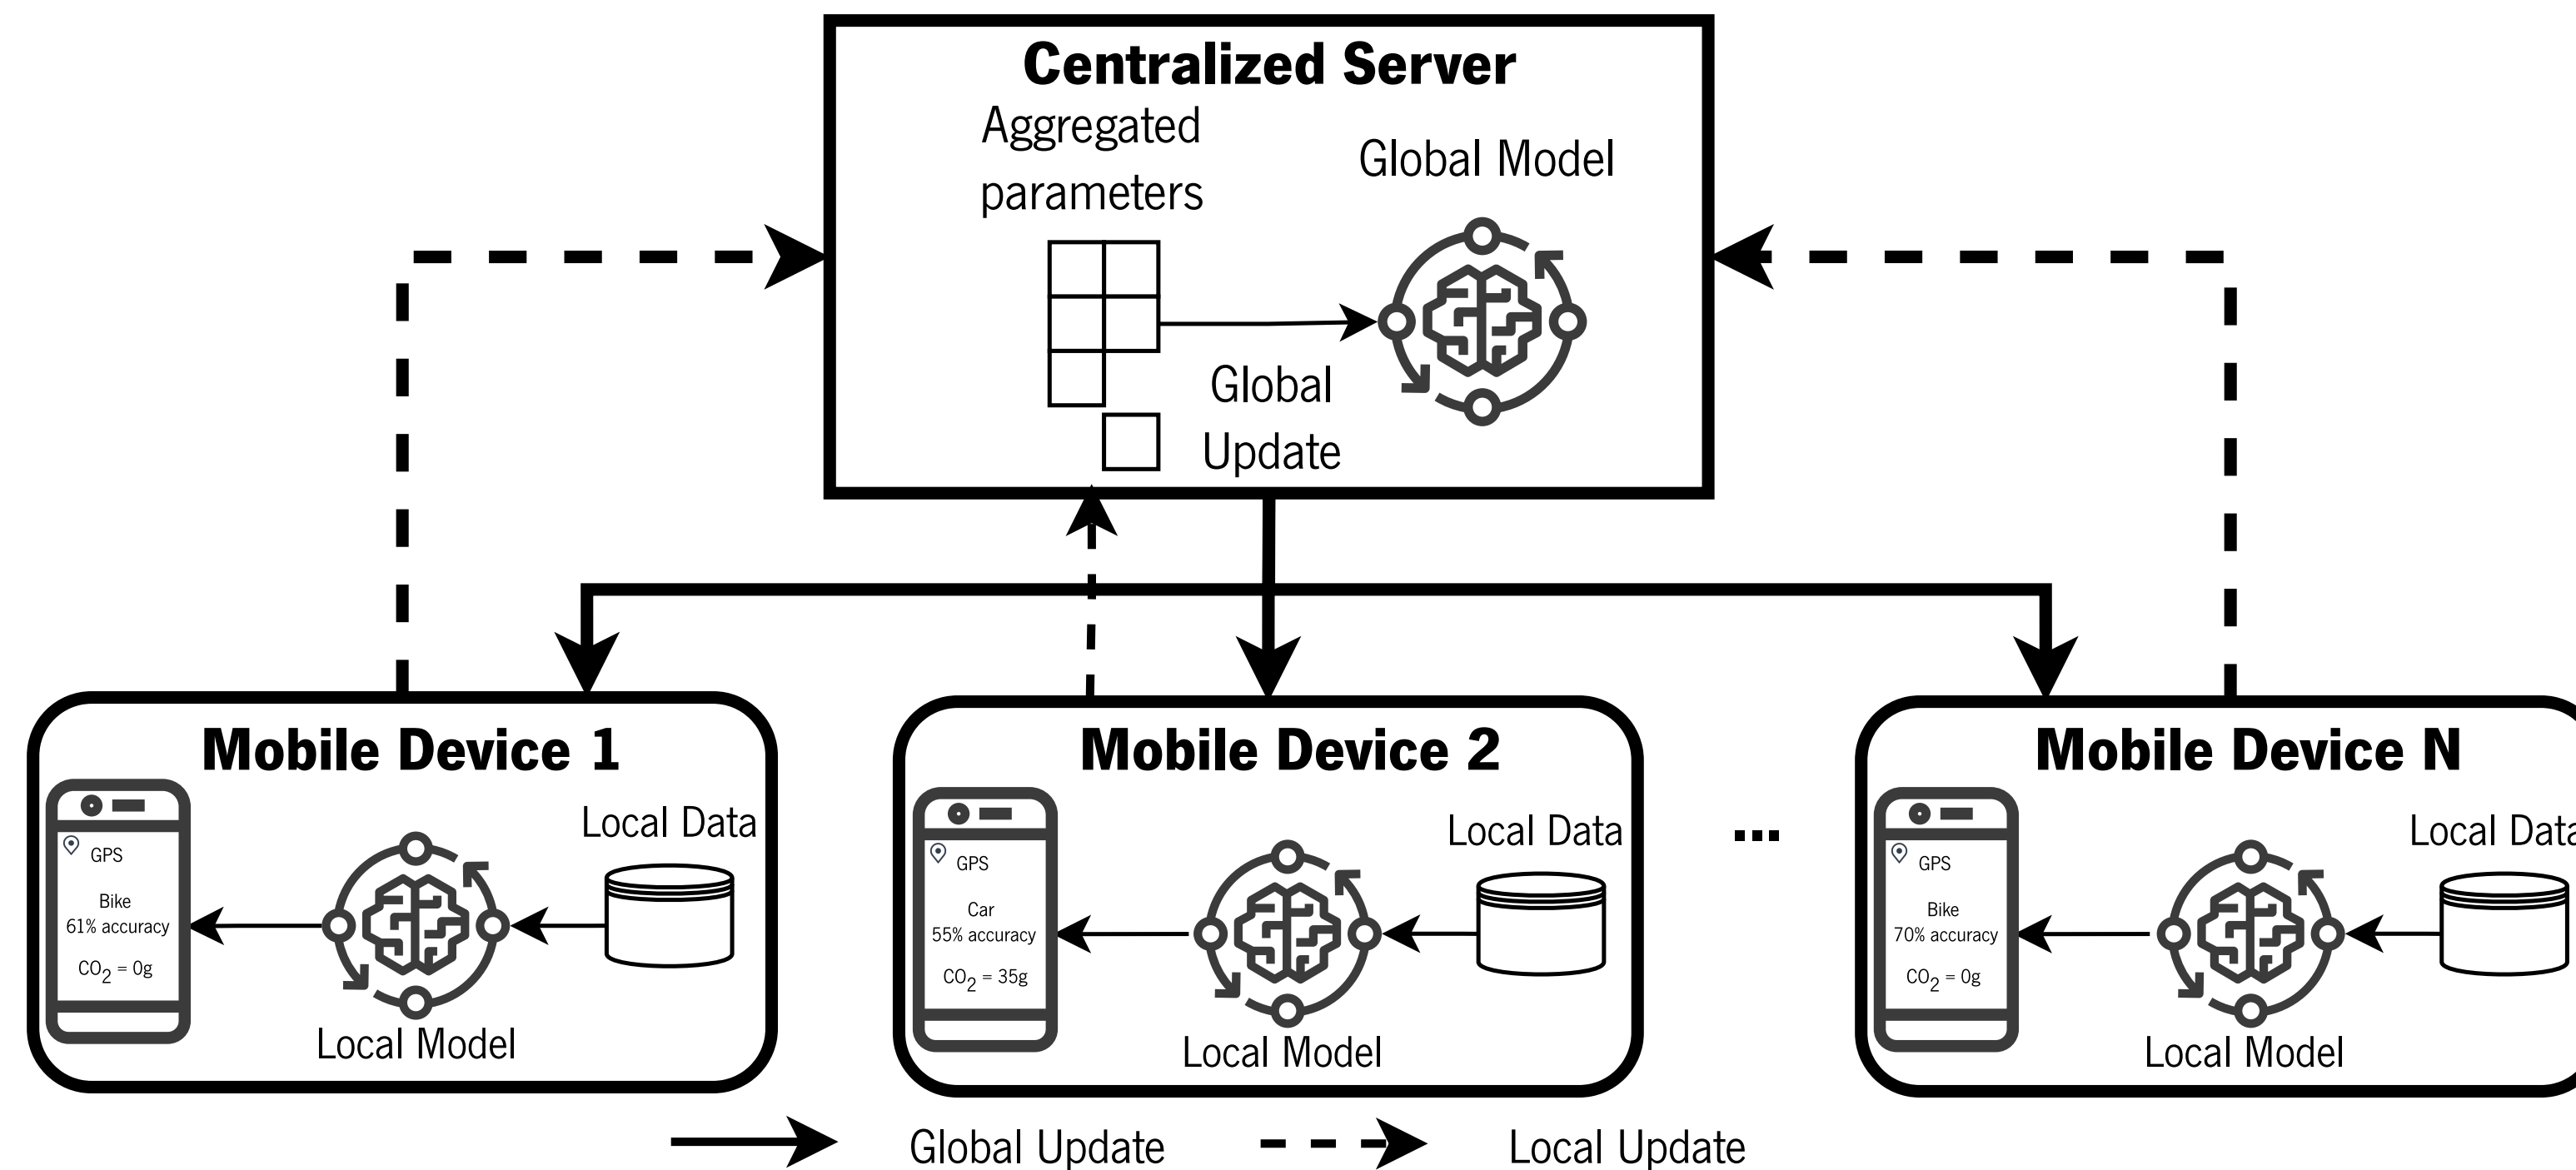 Centralized Server
Aggregated
parameters
Global Model
Global
Update
Mobile Device 1
Local Data
GPS
Bike
61% accuracy
CO2 = 0g
Local Model
Mobile Device 2
Local Data
GPS
Car
55% accuracy
CO2 = 35g
Local Model
...
Mobile Device N
Local Data
GPS
Bike
70% accuracy
CO2 = 0g
Local Model
Global Update
Local Update